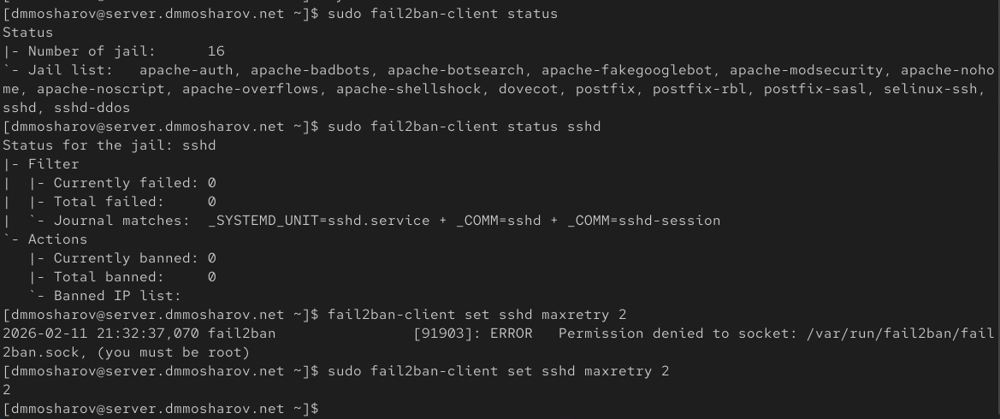 [dmmosharov@server.dmmosharov.net ~]$ sudo fail2ban-client status
Status
|- Number of jail:      16
`- Jail list:   apache-auth, apache-badbots, apache-botsearch, apache-fakegooglebot, apache-modsecurity, apache-noho
me, apache-noscript, apache-overflows, apache-shellshock, dovecot, postfix, postfix-rbl, postfix-sasl, selinux-ssh,
sshd, sshd-ddos
[dmmosharov@server.dmmosharov.net ~]$ sudo fail2ban-client status sshd
Status for the jail: sshd
|- Filter
|  |- Currently failed: 0
|  |- Total failed:     0
|  `- Journal matches:  _SYSTEMD_UNIT=sshd.service + _COMM=sshd + _COMM=sshd-session
`- Actions
   |- Currently banned: 0
   |- Total banned:     0
   `- Banned IP list:
[dmmosharov@server.dmmosharov.net ~]$ fail2ban-client set sshd maxretry 2
2026-02-11 21:32:37,070 fail2ban                [91903]: ERROR   Permission denied to socket: /var/run/fail2ban/fail
2ban.sock, (you must be root)
[dmmosharov@server.dmmosharov.net ~]$ sudo fail2ban-client set sshd maxretry 2
2
[dmmosharov@server.dmmosharov.net ~]$